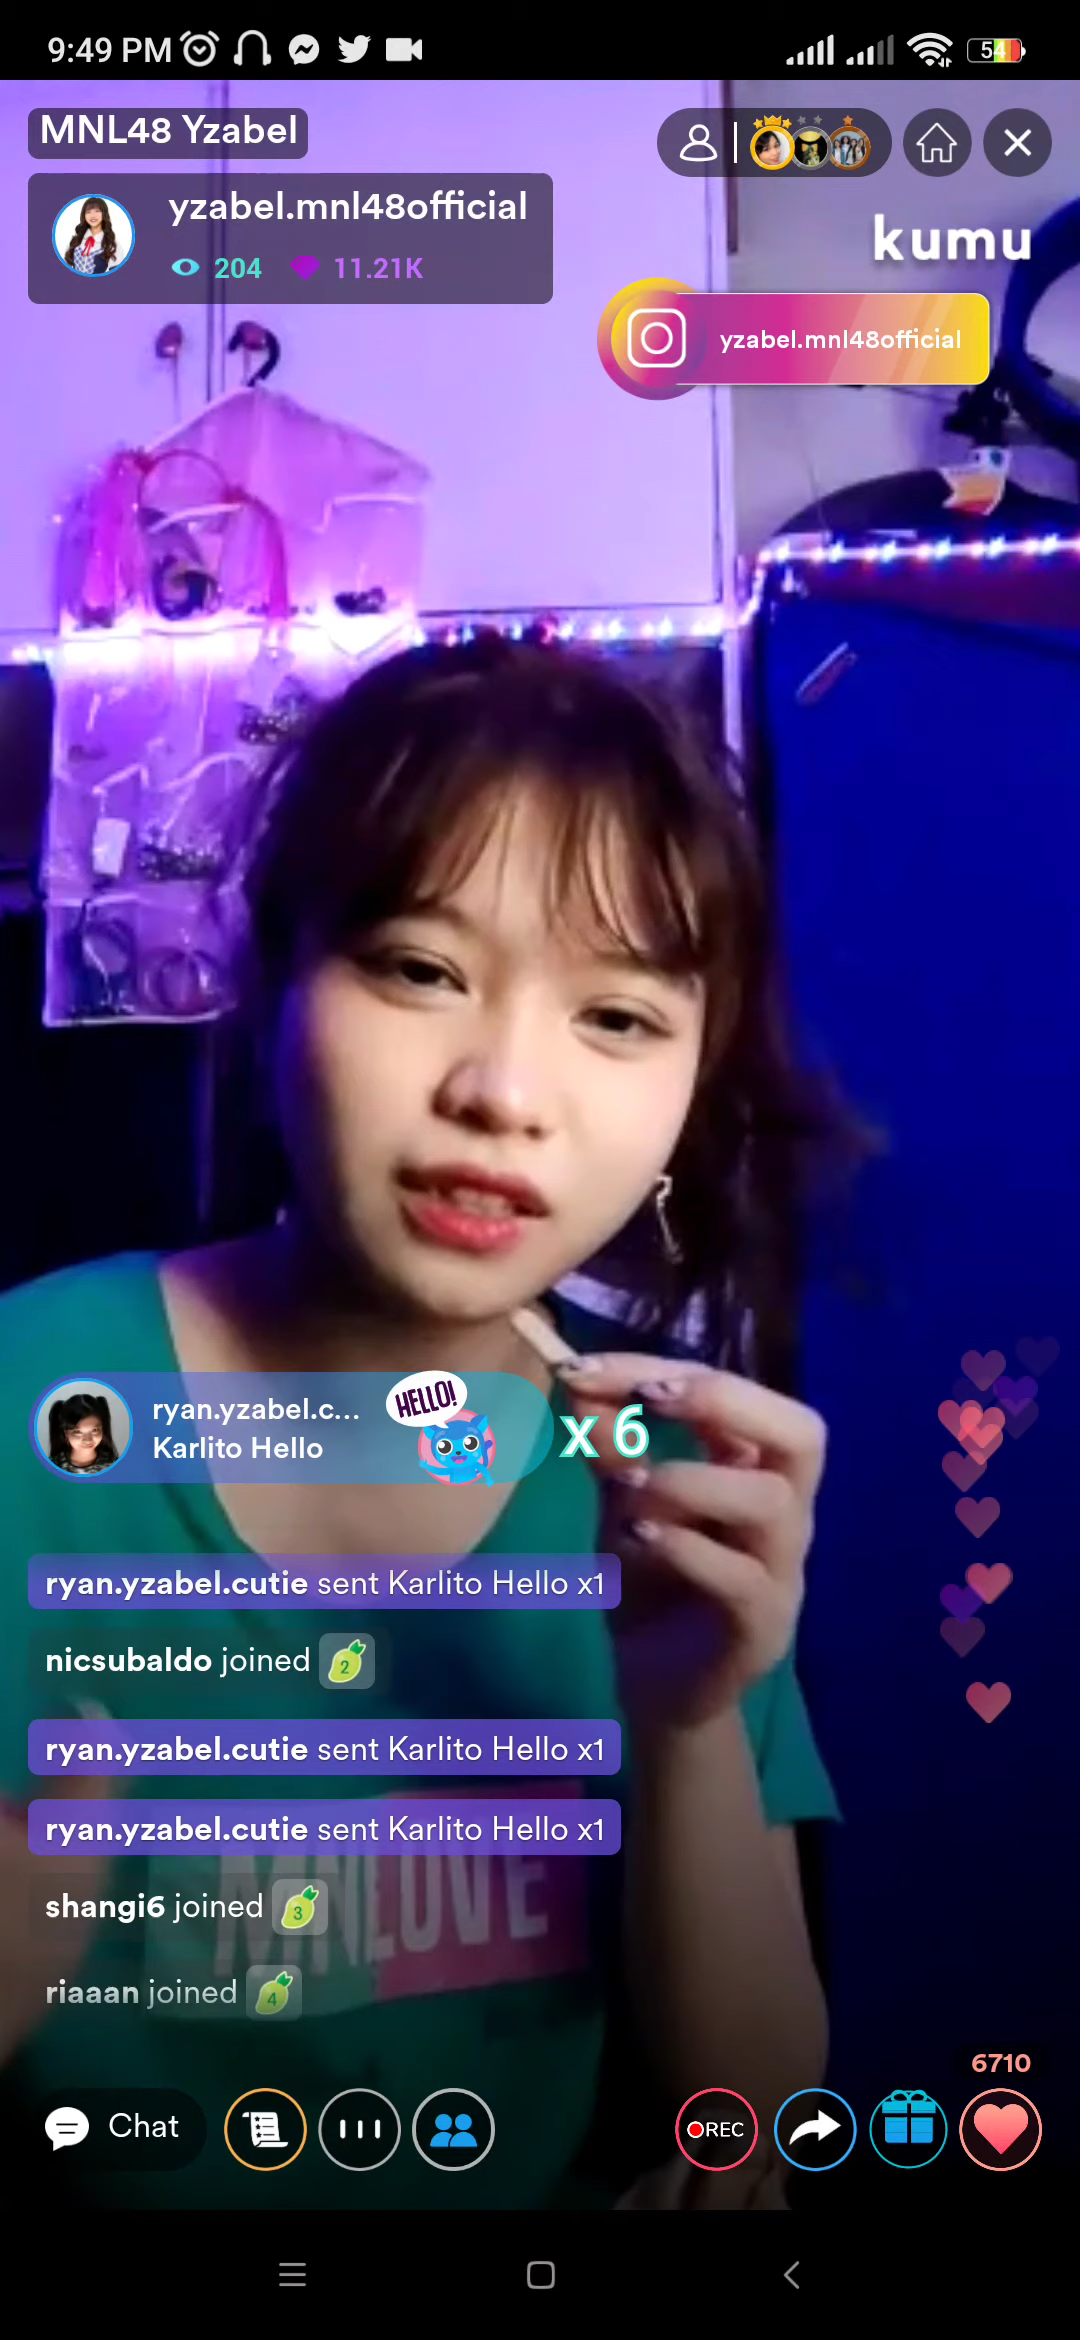 9:49 PM
54
MNL48 Yzabel
yzabel.mnl48official
204 11.21K
kumu
yzabel.mnl48official
ryan.yzabel.c...
Karlito Hello
HELLO!
x 6
ryan.yzabel.cutie sent Karlito Hello x1
nicsubaldo joined 2
ryan.yzabel.cutie sent Karlito Hello x1
ryan.yzabel.cutie sent Karlito Hello x1
shangi6 joined 3
MNLOVE
riaaan joined 4
6710
Chat
REC